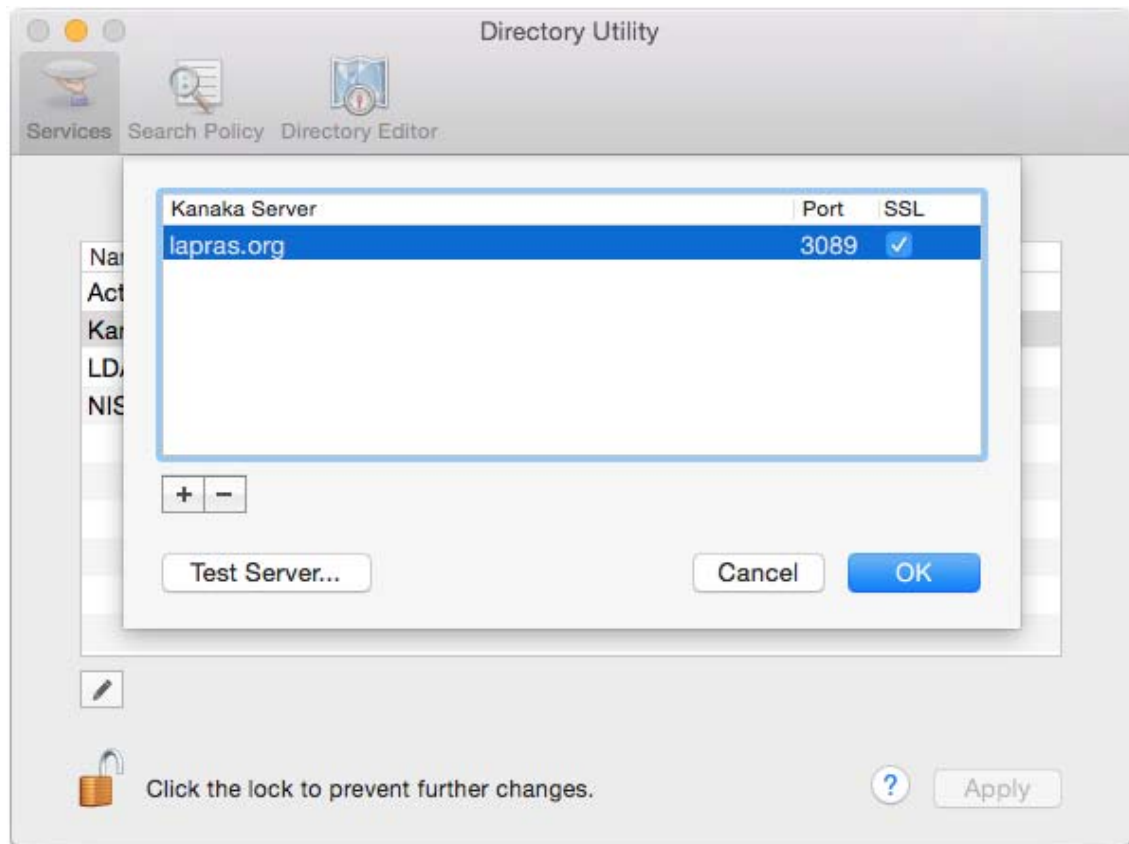 Directory Utility
Services Search Policy Directory Editor
Kanaka Server Port SSL
lapras.org 3089
Nar
Act
Kar
LDA
NIS
+ −
Test Server... Cancel OK
Click the lock to prevent further changes. ? Apply